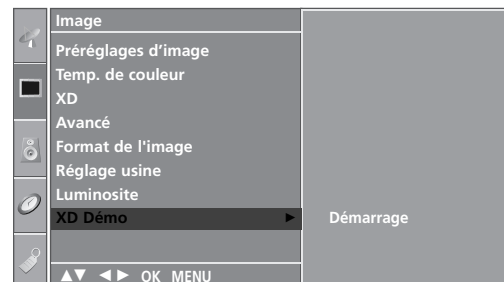 Image
Préréglages d’image
Temp. de couleur
XD
Avancé
Format de l'image
Réglage usine
Luminosite
XD Démo ▶ Démarrage
▲▼ ◀▶ OK MENU